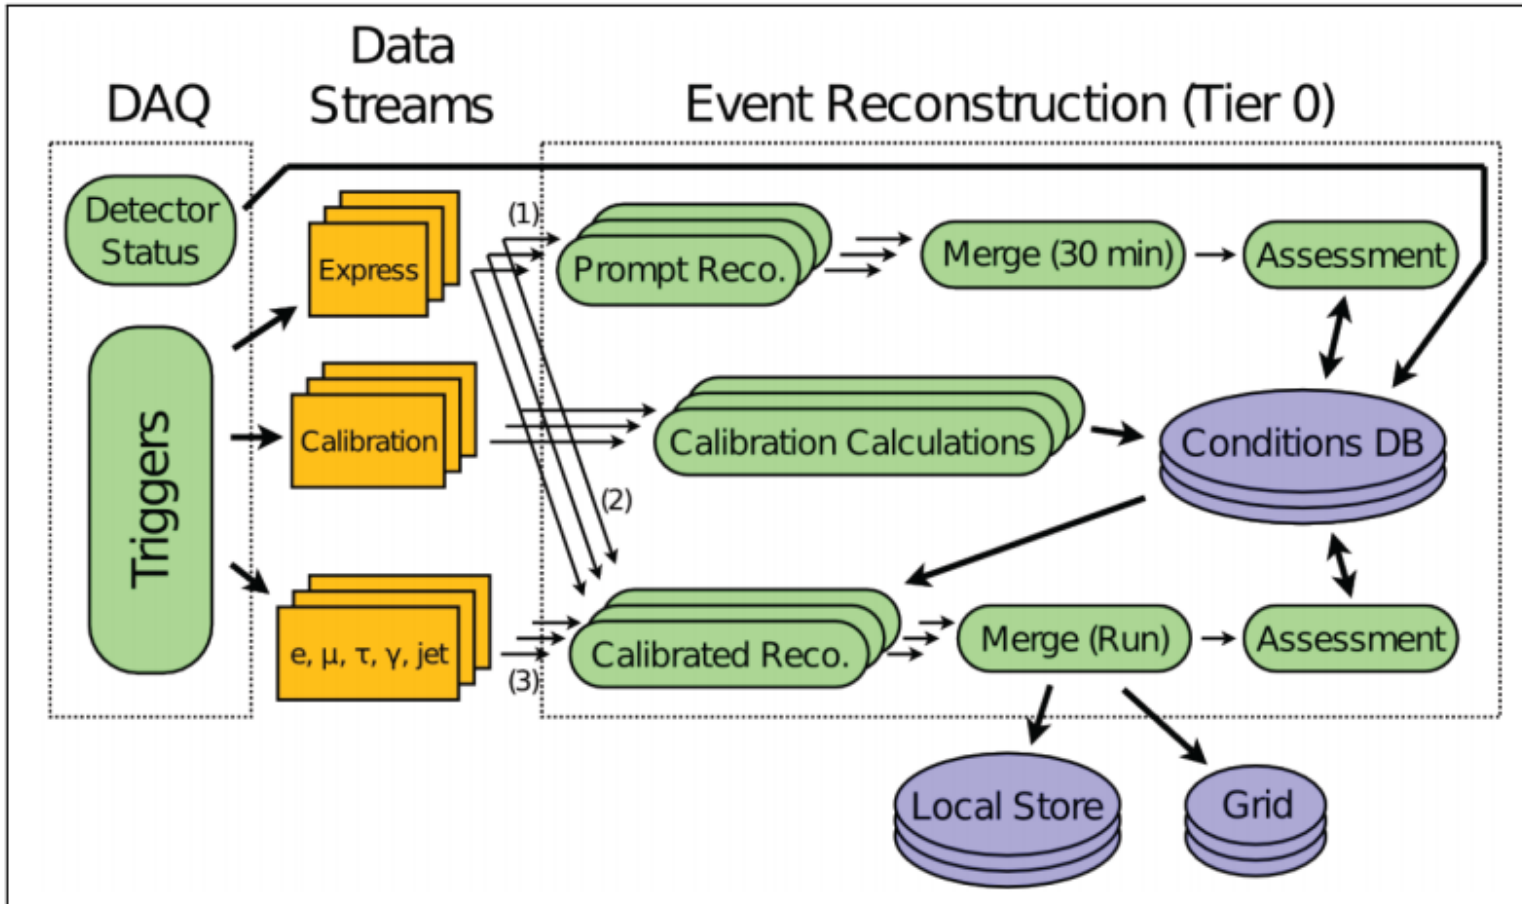 DAQ
Data
Streams
Event Reconstruction (Tier 0)
Detector
Status
Triggers
Express
Calibration
e, μ, τ, γ, jet
(1)
(2)
(3)
Prompt Reco.
Merge (30 min)
Assessment
Calibration Calculations
Conditions DB
Calibrated Reco.
Merge (Run)
Assessment
Local Store
Grid